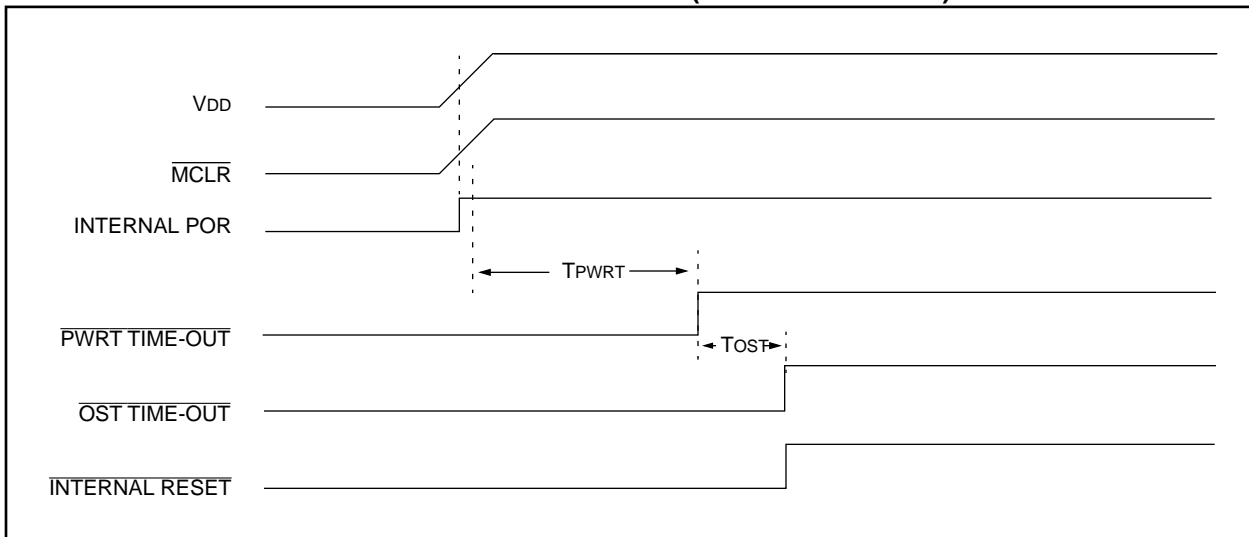 VDD
MCLR
INTERNAL POR
TPWRT
PWRT TIME-OUT
TOST
OST TIME-OUT
INTERNAL RESET